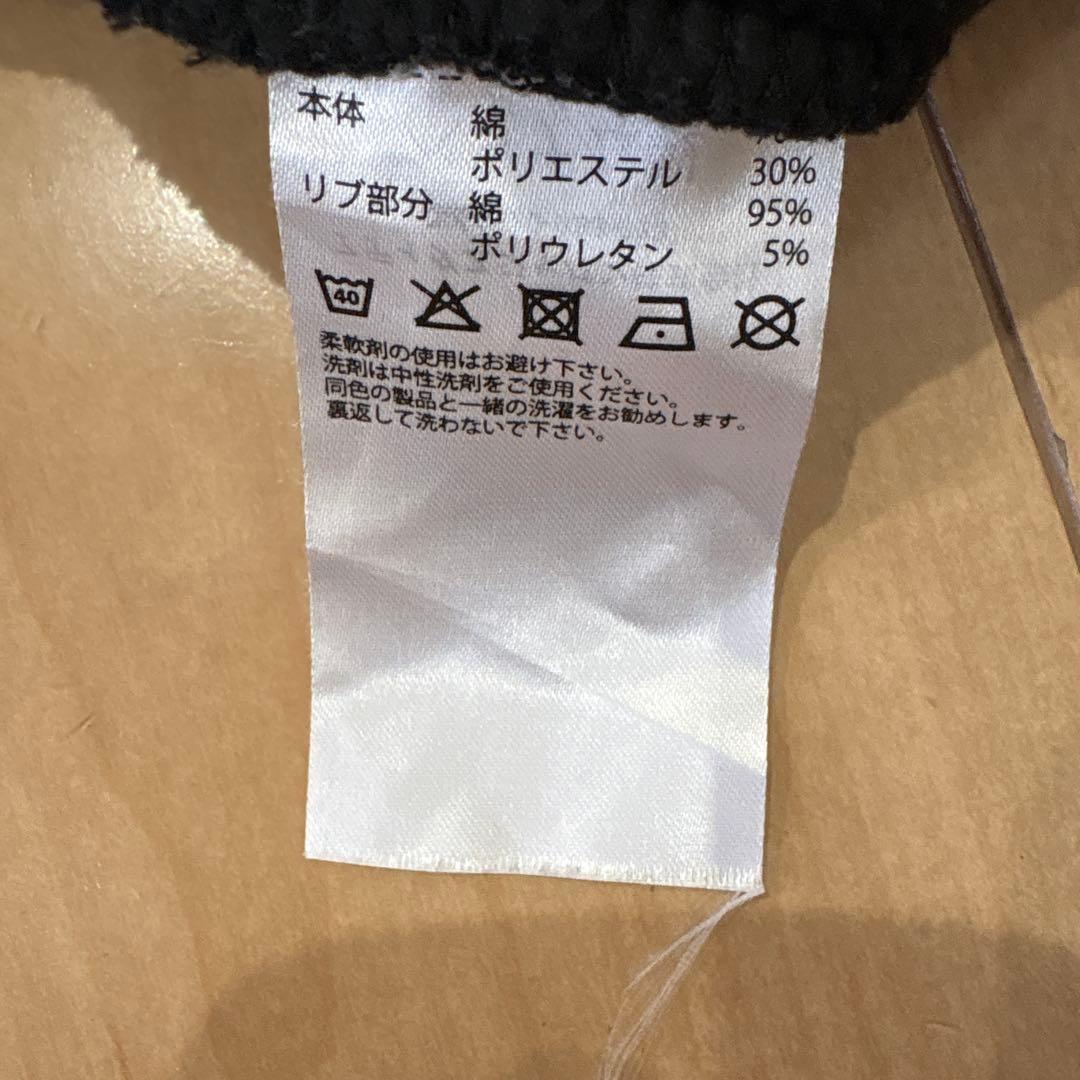 本体 綿
ポリエステル 30%
リブ部分 綿 95%
ポリウレタン 5%
40
柔軟剤の使用はお避け下さい。
洗剤は中性洗剤をご使用ください。
同色の製品と一緒の洗濯をお勧めします。
裏返して洗わないで下さい。